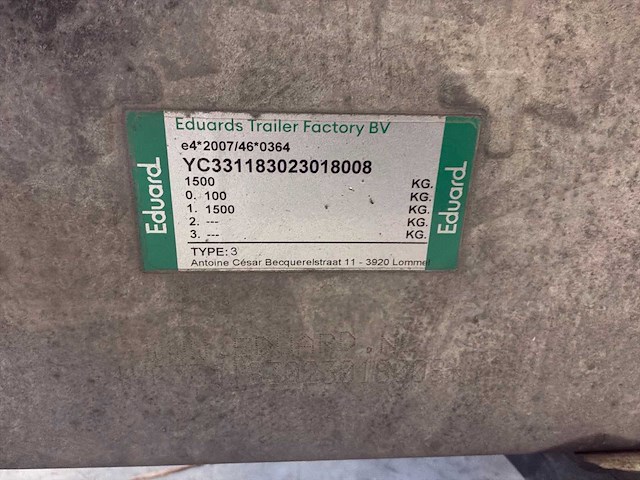 Eduards Trailer Factory BV
e4*2007/46*0364
YC331183023018008
1500 KG.
0. 100 KG.
1. 1500 KG.
2. --- KG.
3. --- KG.
TYPE: 3
Antoine César Becquerelstraat 11 - 3920 Lommel
Eduard
Eduard